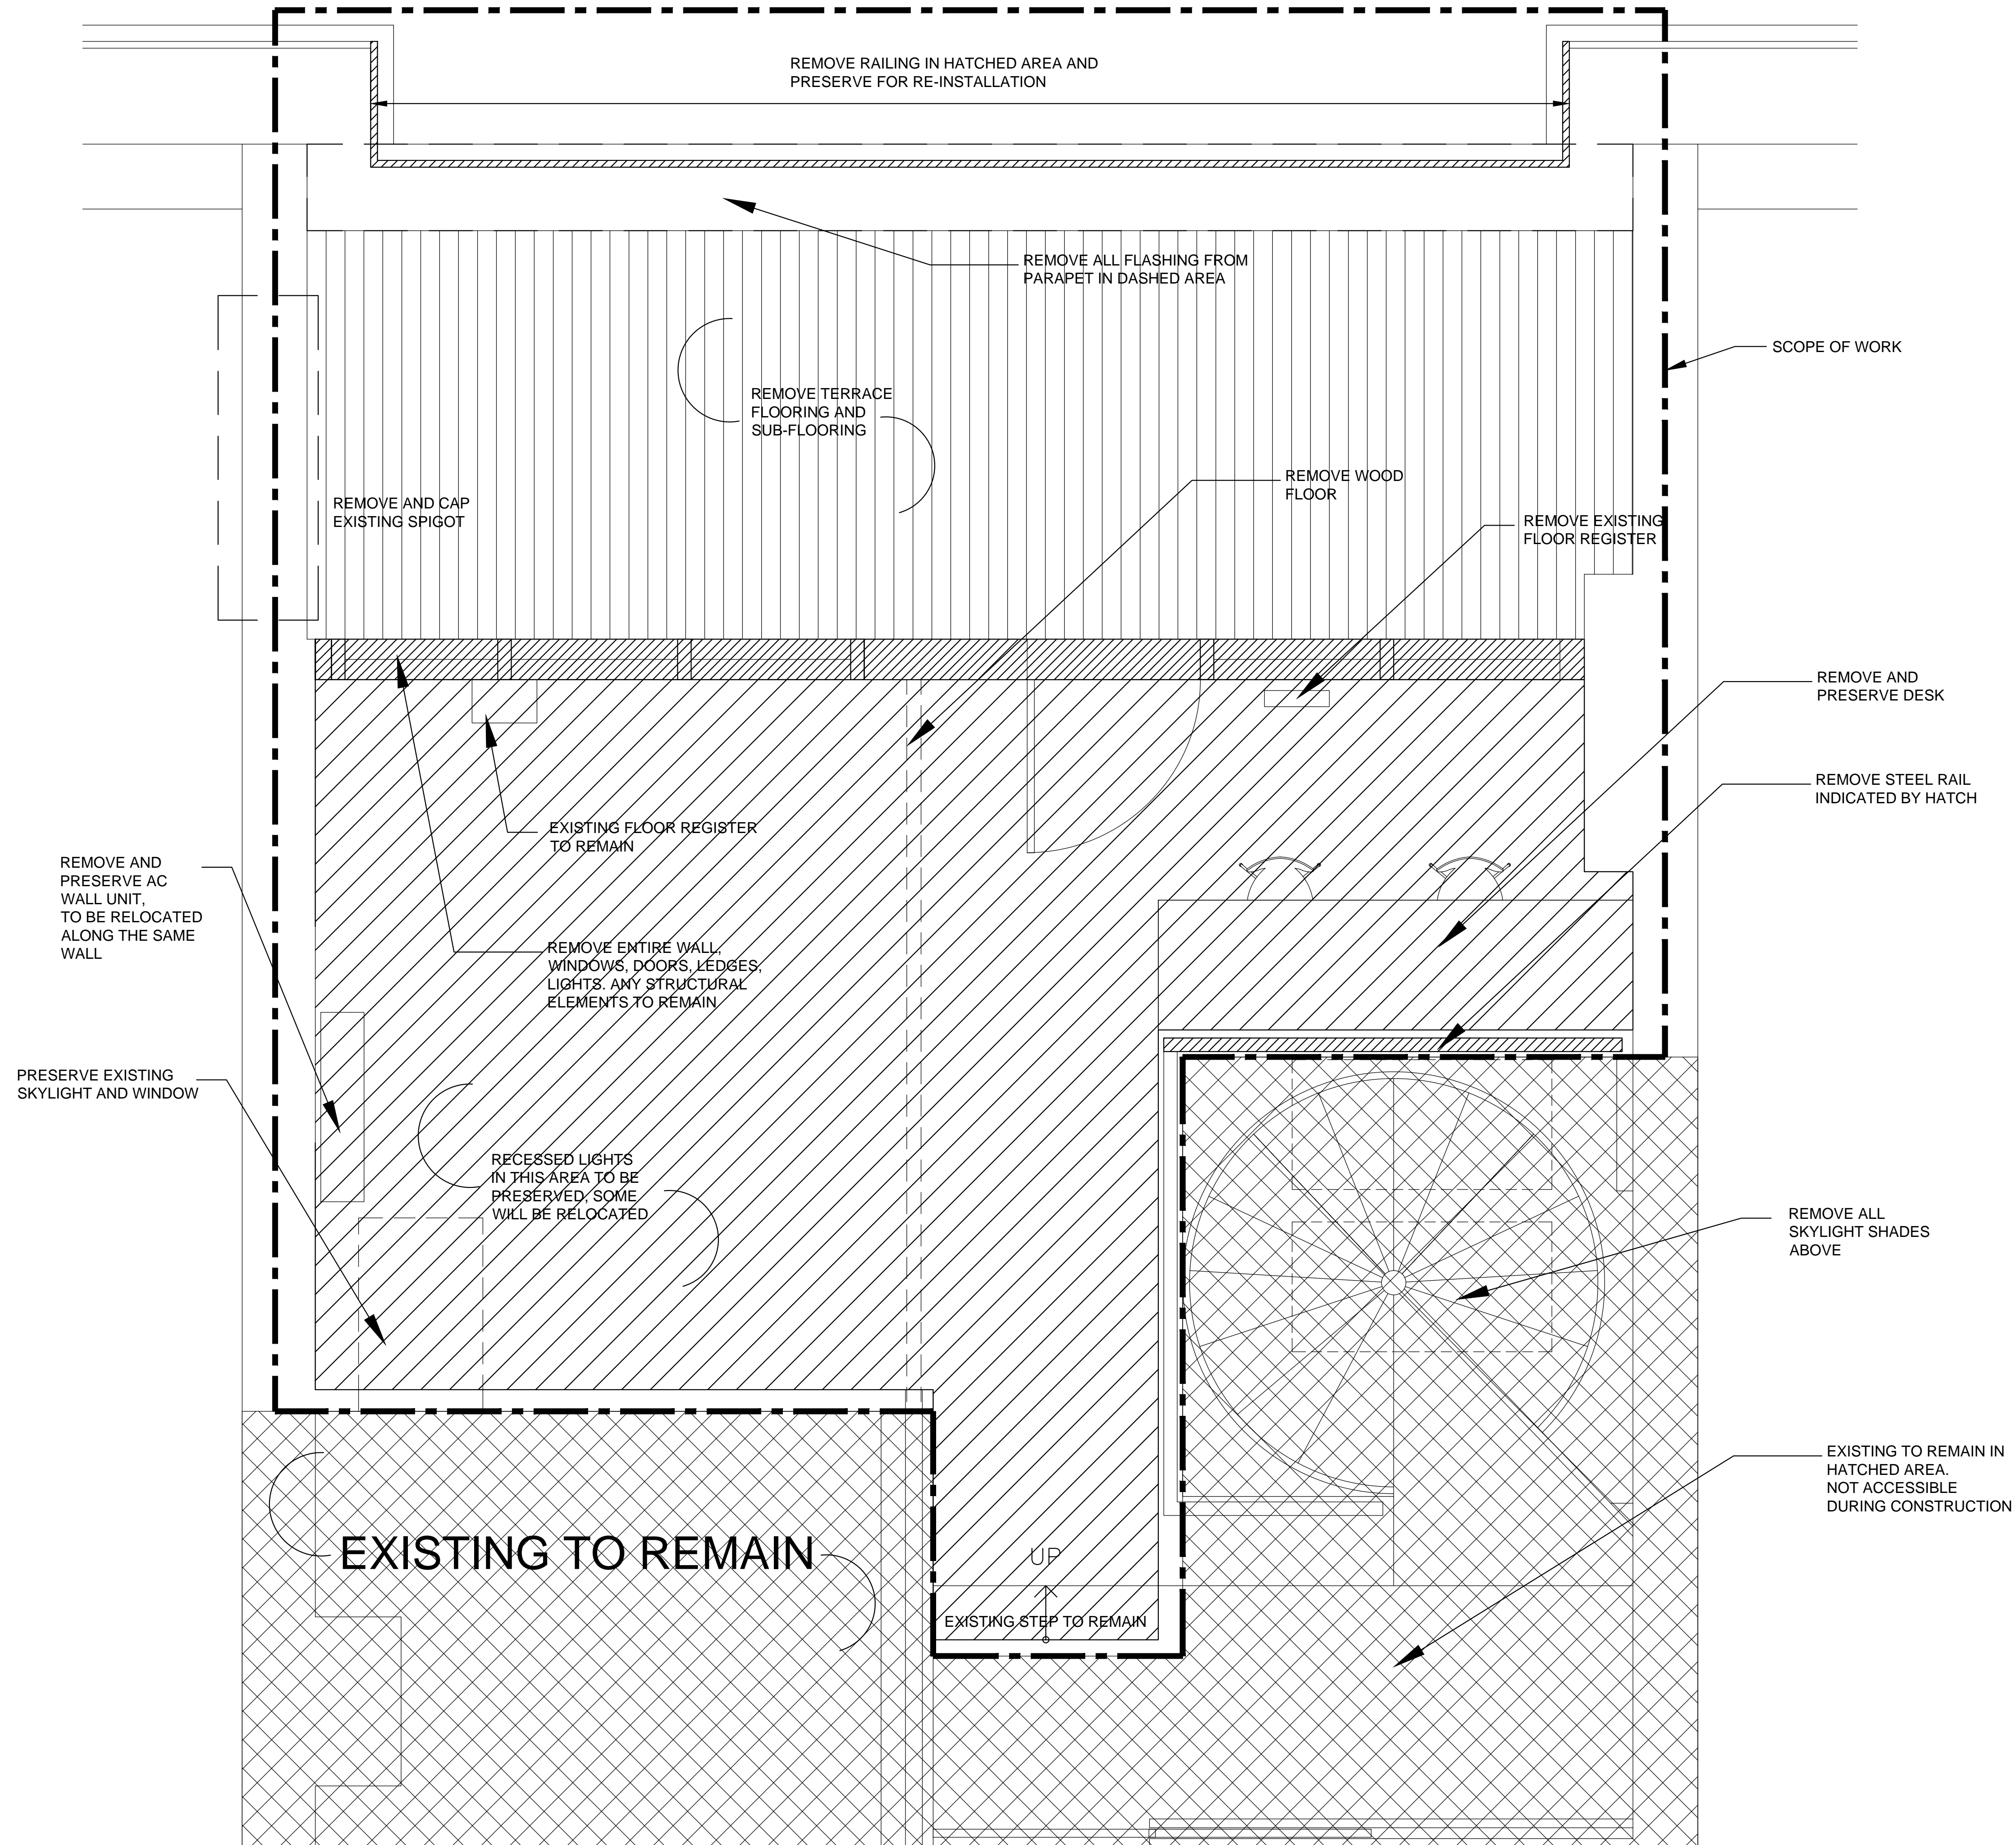 REMOVE RAILING IN HATCHED AREA AND
PRESERVE FOR RE-INSTALLATION
REMOVE ALL FLASHING FROM
PARAPET IN DASHED AREA
SCOPE OF WORK
REMOVE TERRACE
FLOORING AND
SUB-FLOORING
REMOVE WOOD
FLOOR
REMOVE AND CAP
EXISTING SPIGOT
REMOVE EXISTING
FLOOR REGISTER
REMOVE AND
PRESERVE DESK
REMOVE STEEL RAIL
INDICATED BY HATCH
EXISTING FLOOR REGISTER
TO REMAIN
REMOVE AND
PRESERVE AC
WALL UNIT,
TO BE RELOCATED
ALONG THE SAME
WALL
REMOVE ENTIRE WALL,
WINDOWS, DOORS, LEDGES,
LIGHTS. ANY STRUCTURAL
ELEMENTS TO REMAIN
PRESERVE EXISTING
SKYLIGHT AND WINDOW
RECESSED LIGHTS
IN THIS AREA TO BE
PRESERVED, SOME
WILL BE RELOCATED
REMOVE ALL
SKYLIGHT SHADES
ABOVE
EXISTING TO REMAIN IN
HATCHED AREA.
NOT ACCESSIBLE
DURING CONSTRUCTION
EXISTING TO REMAIN
UP
EXISTING STEP TO REMAIN